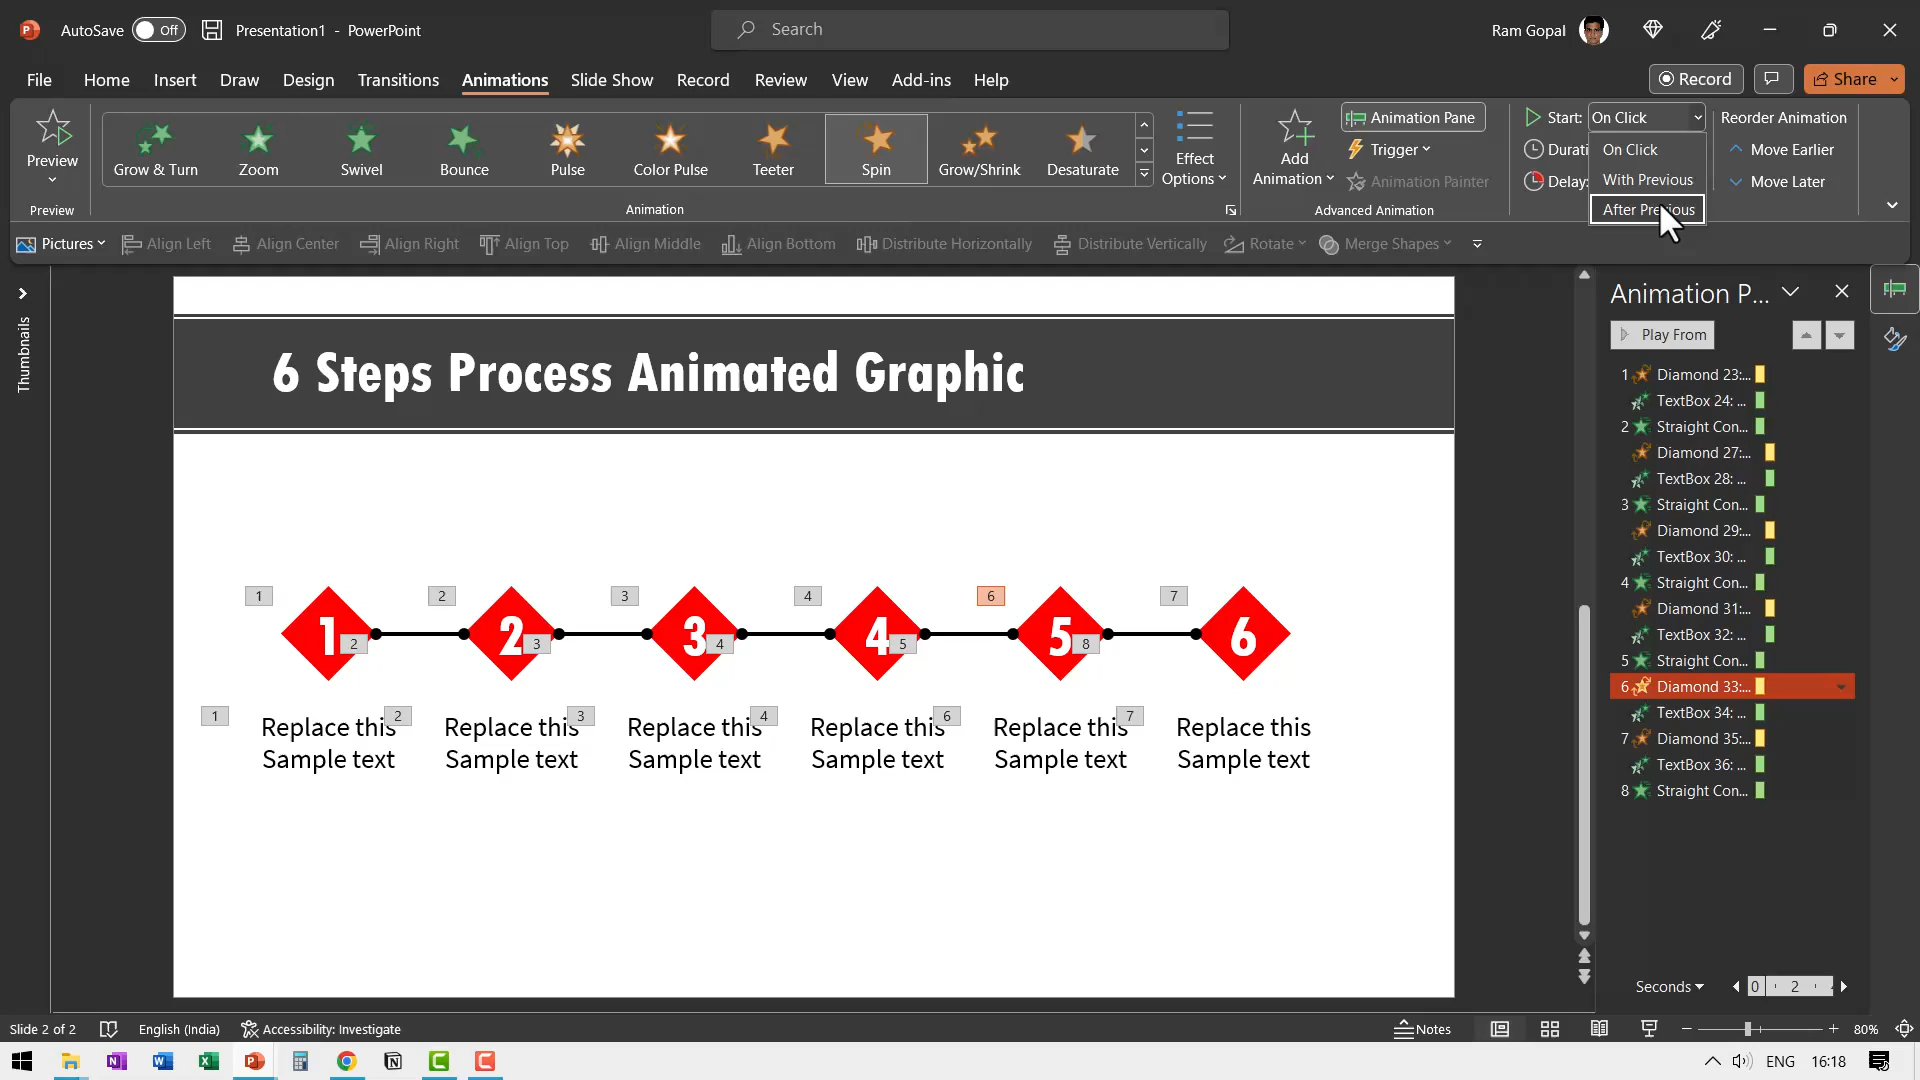 AutoSave Off Presentation1 - PowerPoint
Search
Ram Gopal
File Home Insert Draw Design Transitions Animations Slide Show Record Review View Add-ins Help
Record Share
Preview
Preview
Grow & Turn Zoom Swivel Bounce Pulse Color Pulse Teeter Spin Grow/Shrink Desaturate
Animation
Effect
Options
Add
Animation
Animation Pane
Trigger
Animation Painter
Advanced Animation
Start: On Click
Durati
Delay:
On Click
With Previous
After Previous
Reorder Animation
Move Earlier
Move Later
Pictures Align Left Align Center Align Right Align Top Align Middle Align Bottom Distribute Horizontally Distribute Vertically Rotate Merge Shapes
Thumbnails
6 Steps Process Animated Graphic
1 2 3 4 6 7
1 2 3 4 5 6
2 3 4 5 8
1 2 3 4 6 7
Replace this Replace this Replace this Replace this Replace this Replace this
Sample text Sample text Sample text Sample text Sample text Sample text
Animation P...
Play From
1 Diamond 23:...
TextBox 24: ...
2 Straight Con...
Diamond 27:...
TextBox 28: ...
3 Straight Con...
Diamond 29:...
TextBox 30: ...
4 Straight Con...
Diamond 31:...
TextBox 32: ...
5 Straight Con...
6 Diamond 33:...
TextBox 34: ...
7 Diamond 35:...
TextBox 36: ...
8 Straight Con...
Seconds 0 2
Slide 2 of 2 English (India) Accessibility: Investigate
Notes 80%
ENG 16:18